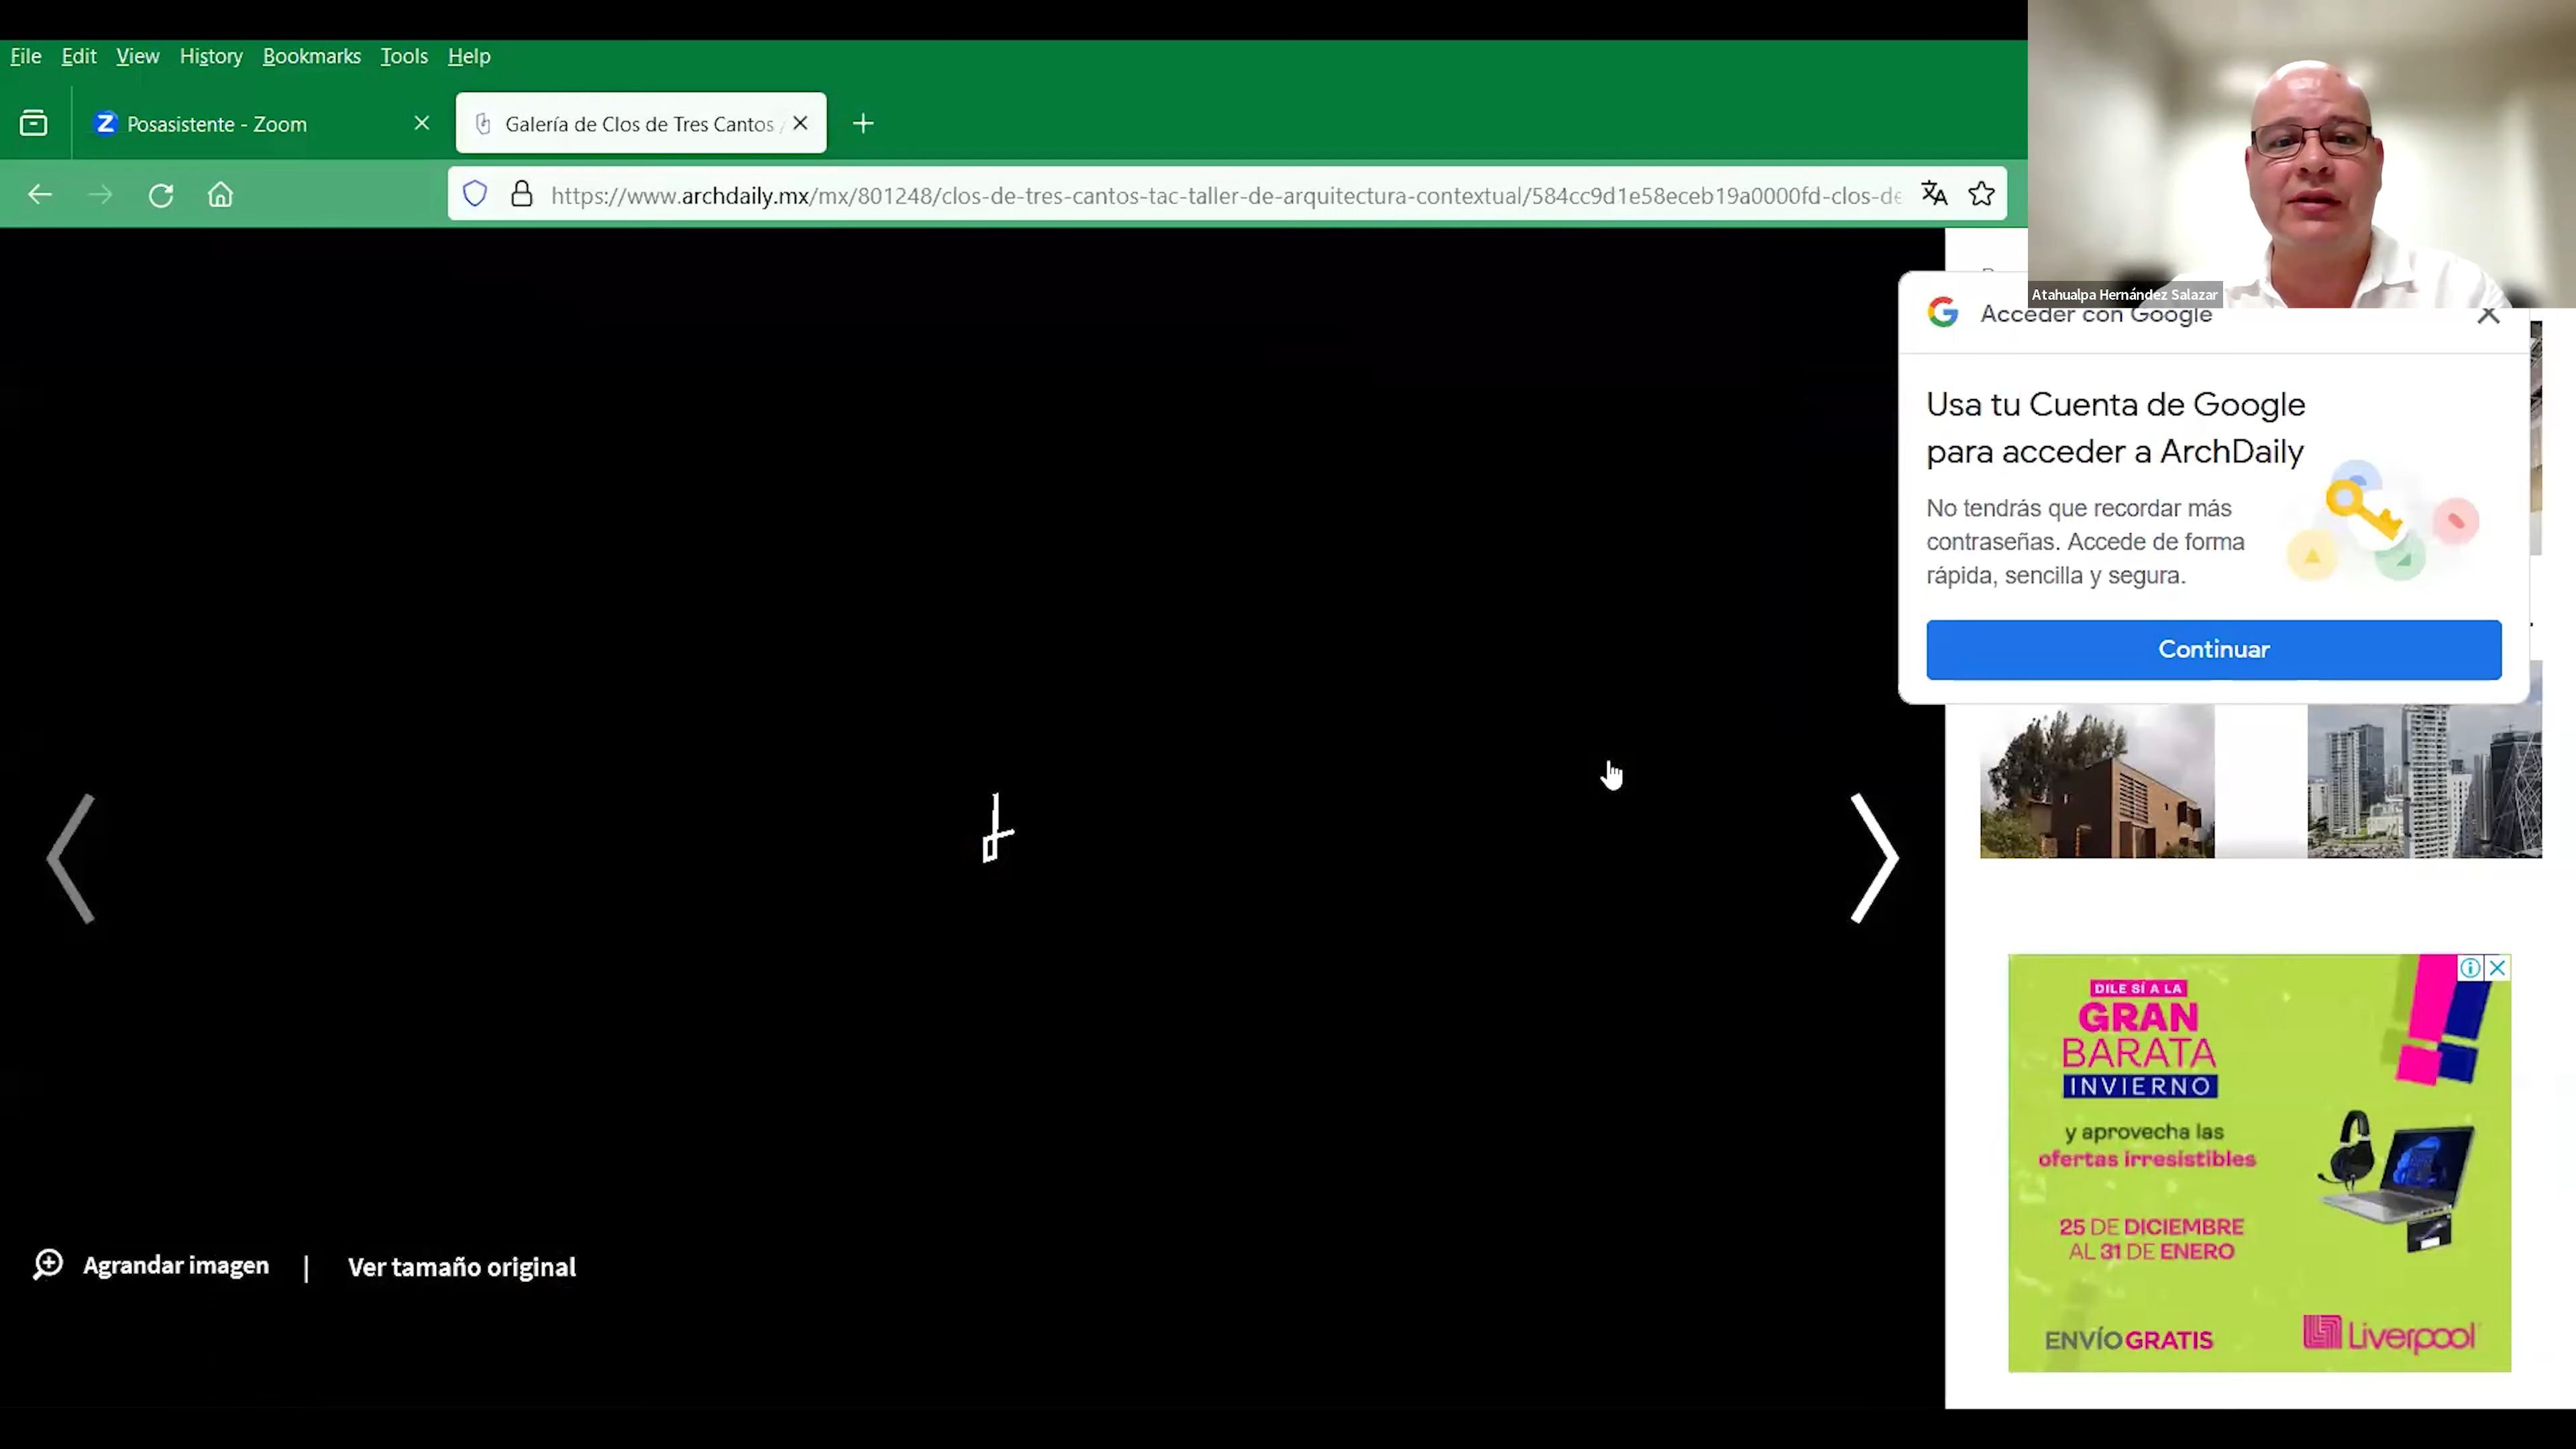 File Edit View History Bookmarks Tools Help
Posasistente - Zoom
Galería de Clos de Tres Cantos
https://www.archdaily.mx/mx/801248/clos-de-tres-cantos-tac-taller-de-arquitectura-contextual/584cc9d1e58eceb19a0000fd-clos-de
Atahualpa Hernández Salazar
Acceder con Google
Usa tu Cuenta de Google
para acceder a ArchDaily
No tendrás que recordar más
contraseñas. Accede de forma
rápida, sencilla y segura.
Continuar
DILE SÍ A LA
GRAN
BARATA
INVIERNO
y aprovecha las
ofertas irresistibles
25 DE DICIEMBRE
AL 31 DE ENERO
ENVÍO GRATIS
Liverpool
Agrandar imagen | Ver tamaño original